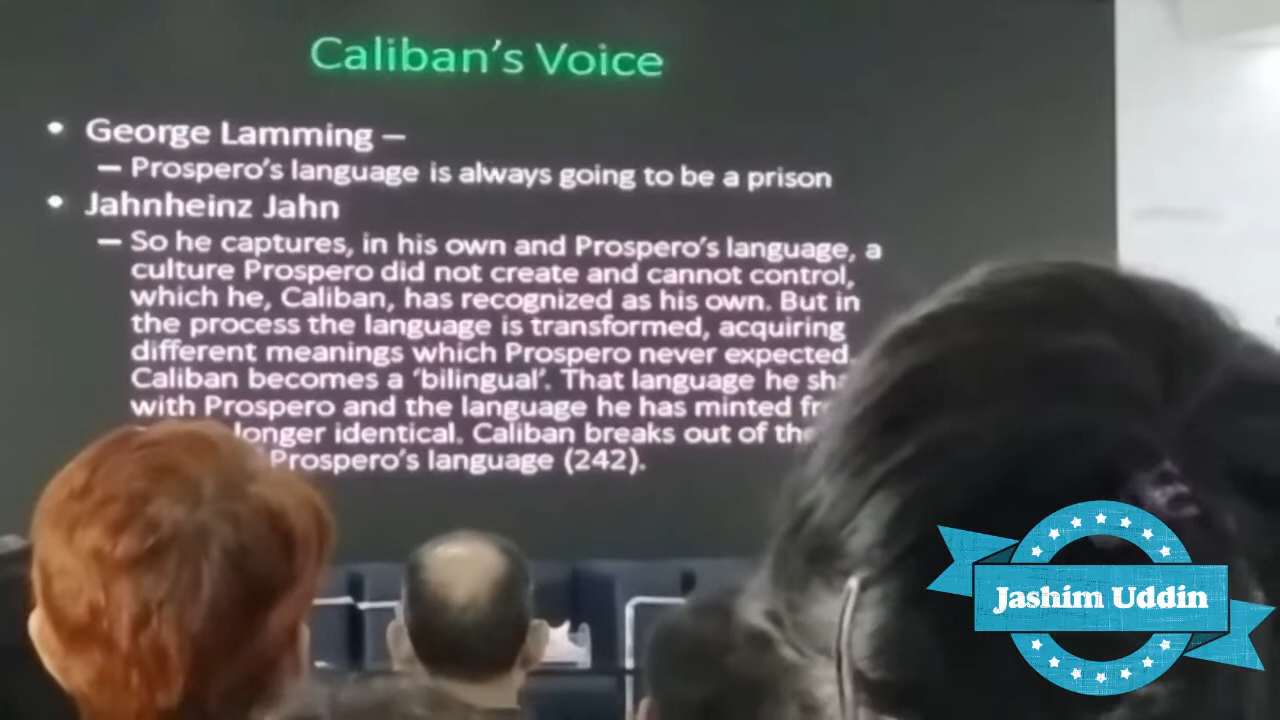 Caliban's Voice
• George Lamming –
– Prospero's language is always going to be a prison
• Jahnheinz Jahn
– So he captures, in his own and Prospero's language, a
culture Prospero did not create and cannot control,
which he, Caliban, has recognized as his own. But in
the process the language is transformed, acquiring
different meanings which Prospero never expected.
Caliban becomes a 'bilingual'. That language he
with Prospero and the language he has minted
longer identical. Caliban breaks out of
Prospero's language (242).
Jashim Uddin